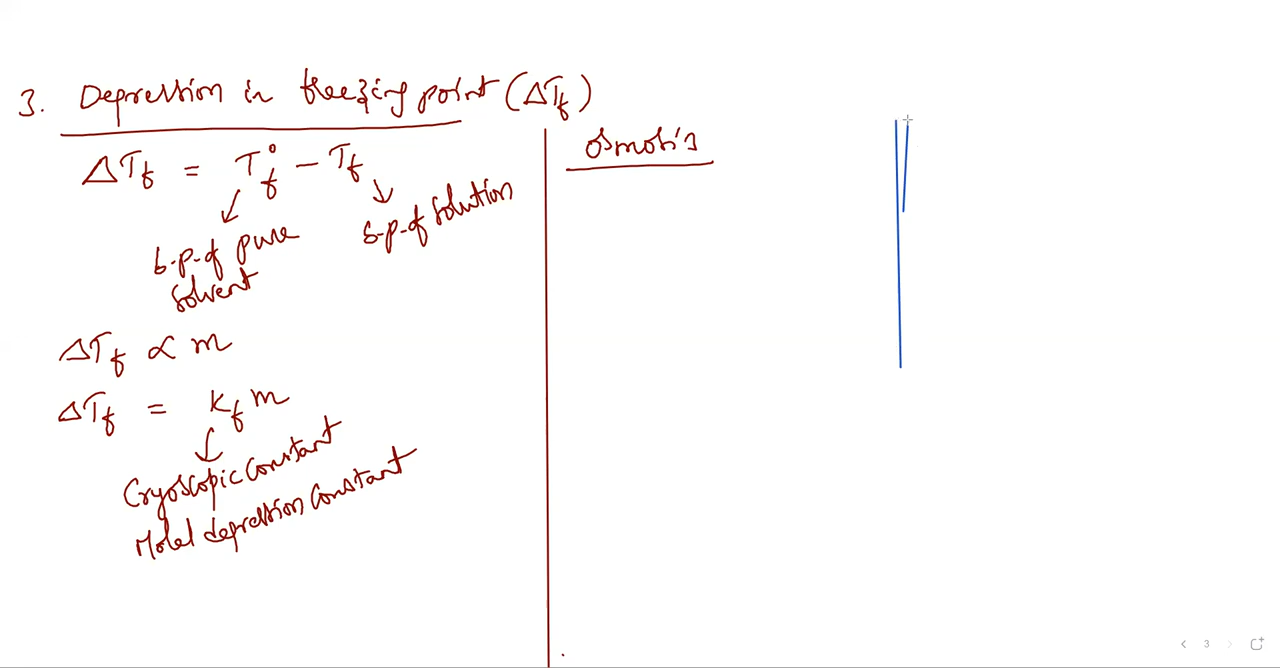 3. Depression in freezing point (ΔTf)
ΔTf = T°f – Tf
f.p. of pure
solvent
f.p. of solution
ΔTf ∝ m
ΔTf = Kf m
Cryoscopic constant
Molal depression constant
Osmosis
3